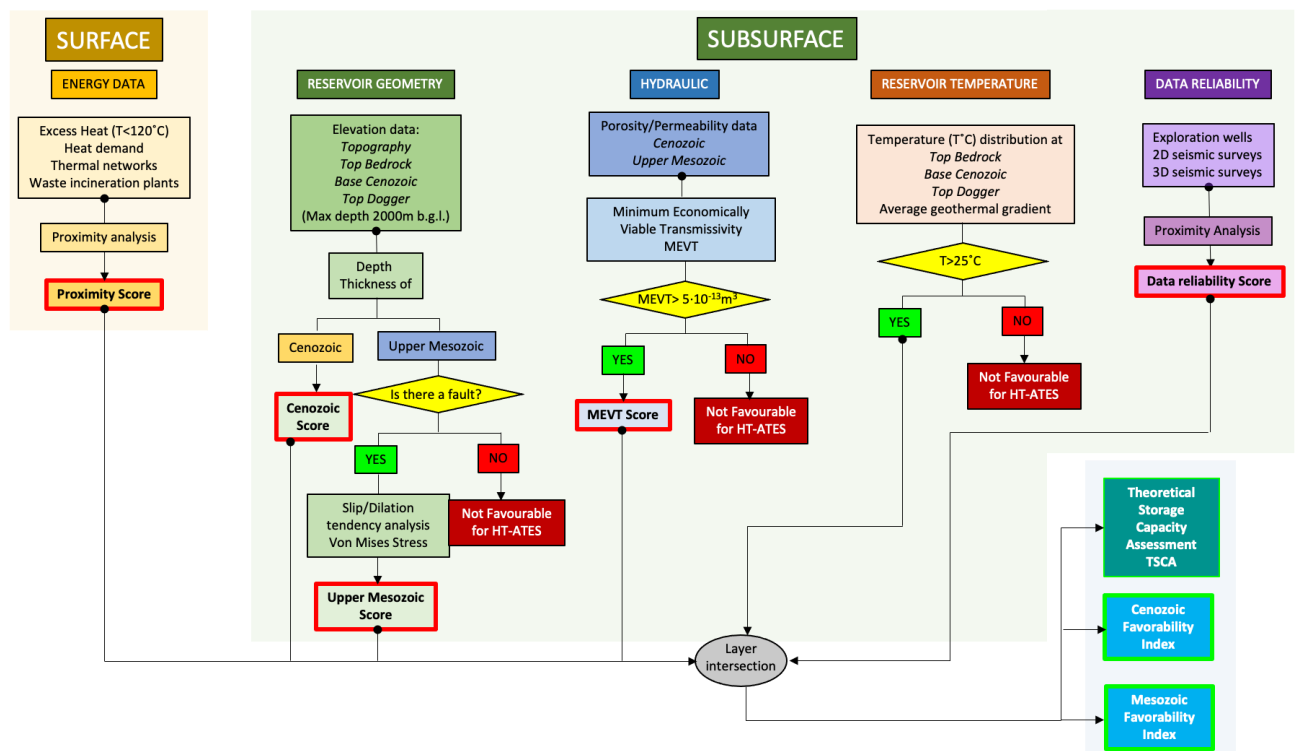 SURFACE
ENERGY DATA
Excess Heat (T<120˚C)
Heat demand
Thermal networks
Waste incineration plants
Proximity analysis
Proximity Score
SUBSURFACE
RESERVOIR GEOMETRY
Elevation data:
Topography
Top Bedrock
Base Cenozoic
Top Dogger
(Max depth 2000m b.g.l.)
Depth
Thickness of
Cenozoic
Upper Mesozoic
Cenozoic
Score
Is there a fault?
YES
NO
Slip/Dilation
tendency analysis
Von Mises Stress
Not Favourable
for HT-ATES
Upper Mesozoic
Score
HYDRAULIC
Porosity/Permeability data
Cenozoic
Upper Mesozoic
Minimum Economically
Viable Transmissivity
MEVT
MEVT> 5·10⁻¹³m³
YES
NO
MEVT Score
Not Favourable
for HT-ATES
RESERVOIR TEMPERATURE
Temperature (T˚C) distribution at
Top Bedrock
Base Cenozoic
Top Dogger
Average geothermal gradient
T>25˚C
YES
NO
Not Favourable
for HT-ATES
DATA RELIABILITY
Exploration wells
2D seismic surveys
3D seismic surveys
Proximity Analysis
Data reliability Score
Layer
intersection
Theoretical
Storage
Capacity
Assessment
TSCA
Cenozoic
Favorability
Index
Mesozoic
Favorability
Index